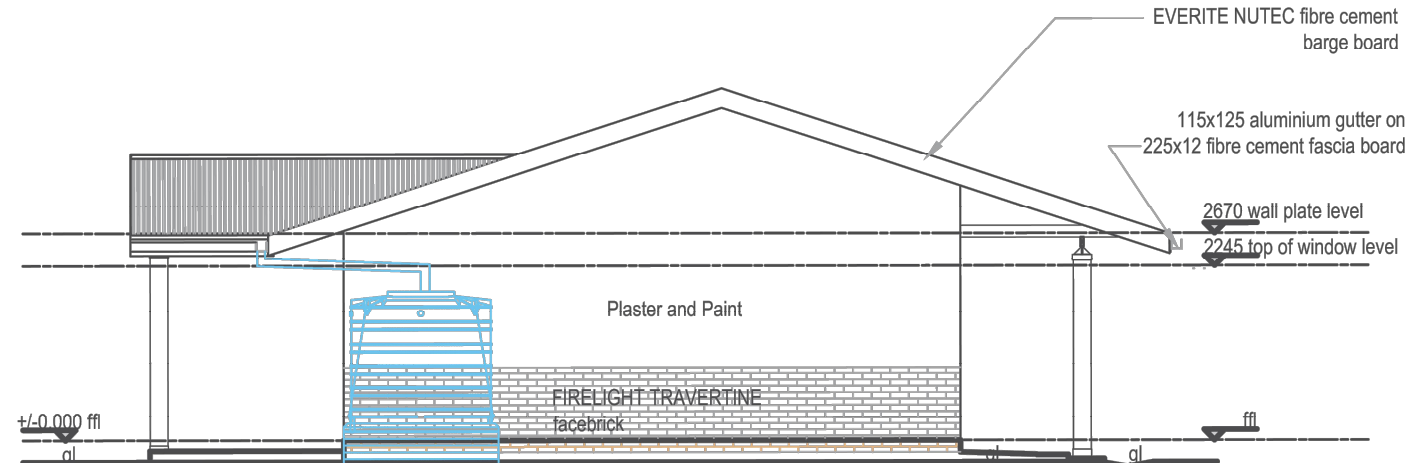 EVERITE NUTEC fibre cement
barge board
115x125 aluminium gutter on
225x12 fibre cement fascia board
2670 wall plate level
2245 top of window level
Plaster and Paint
FIRELIGHT TRAVERTINE
facebrick
+/-0.000 ffl
ffl
gl
gl
gl